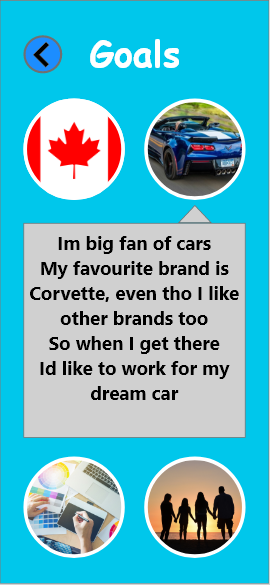 Goals
Im big fan of cars
My favourite brand is
Corvette, even tho I like
other brands too
So when I get there
Id like to work for my
dream car